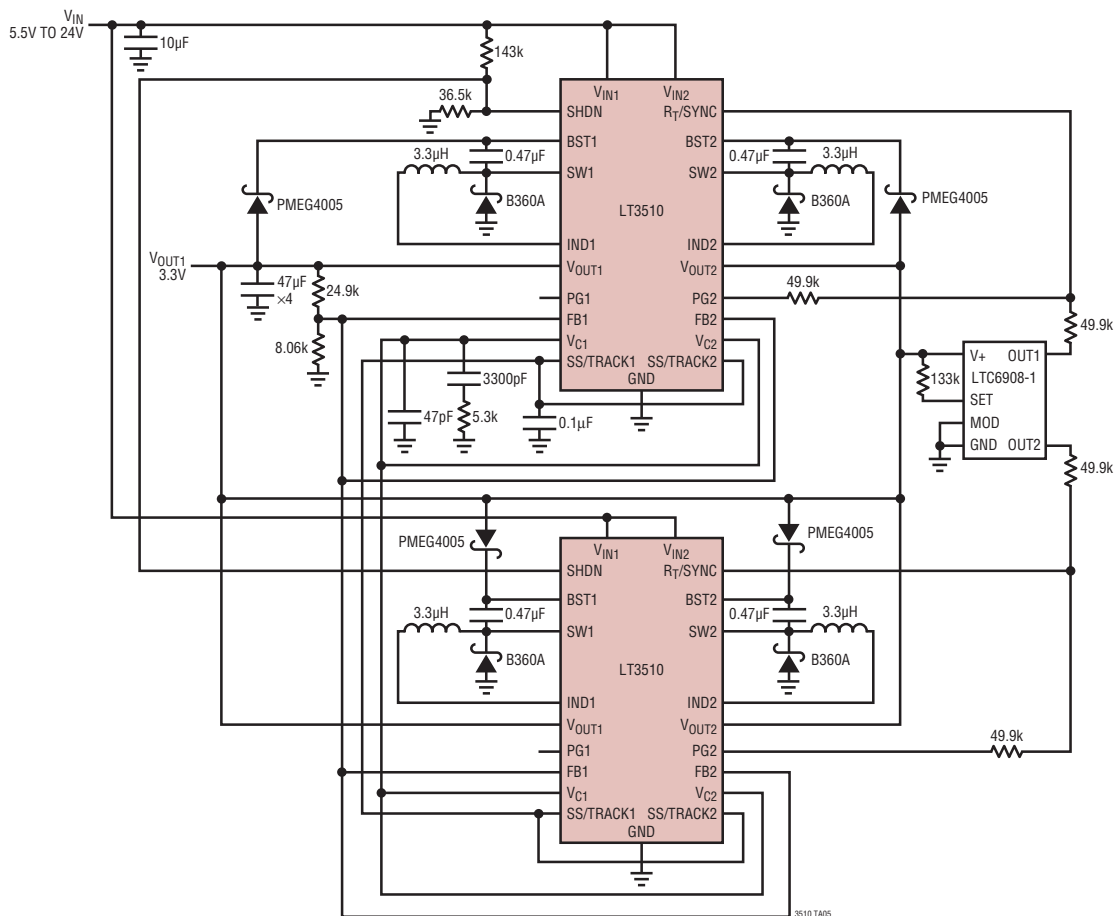 VIN
5.5V TO 24V
10µF
143k
36.5k
VIN1
VIN2
SHDN
RT/SYNC
BST1
BST2
3.3µH
0.47µF
0.47µF
3.3µH
SW1
SW2
PMEG4005
B360A
LT3510
B360A
PMEG4005
IND1
IND2
VOUT1
3.3V
VOUT1
VOUT2
47µF
×4
24.9k
PG1
PG2
49.9k
FB1
FB2
49.9k
8.06k
VC1
VC2
SS/TRACK1
SS/TRACK2
GND
3300pF
47pF
5.3k
0.1µF
133k
V+
OUT1
LTC6908-1
SET
MOD
GND
OUT2
49.9k
PMEG4005
PMEG4005
VIN1
VIN2
SHDN
RT/SYNC
BST1
BST2
3.3µH
0.47µF
0.47µF
3.3µH
SW1
SW2
B360A
LT3510
B360A
IND1
IND2
VOUT1
VOUT2
49.9k
PG1
PG2
FB1
FB2
VC1
VC2
SS/TRACK1
SS/TRACK2
GND
3510 TA05